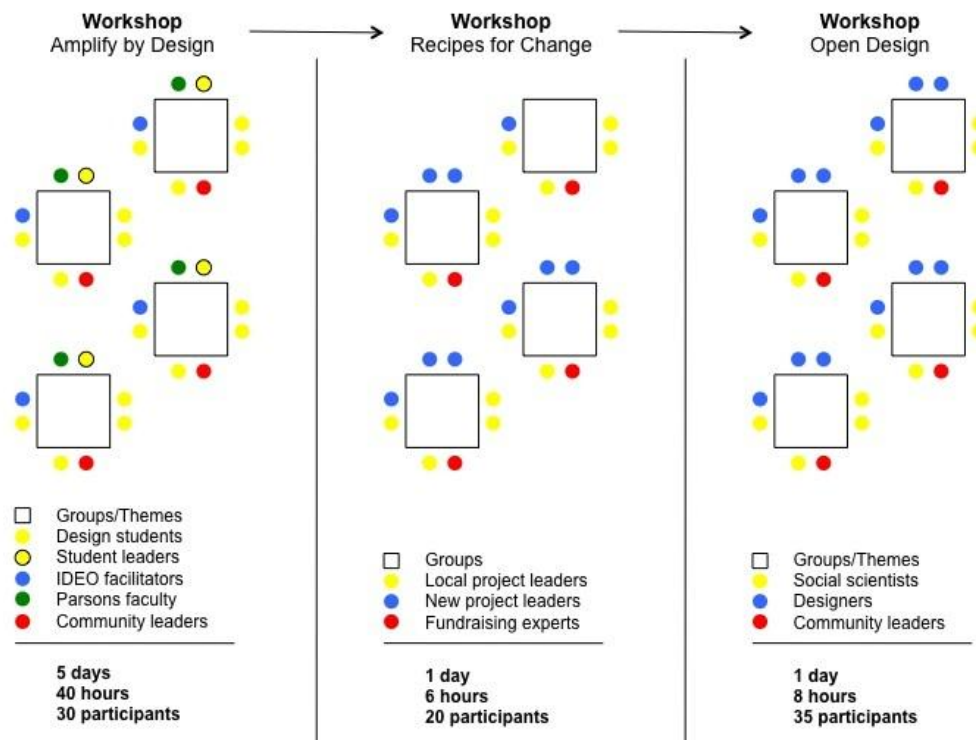 Workshop
Amplify by Design
Workshop
Recipes for Change
Workshop
Open Design
Groups/Themes
Design students
Student leaders
IDEO facilitators
Parsons faculty
Community leaders
5 days
40 hours
30 participants
Groups
Local project leaders
New project leaders
Fundraising experts
1 day
6 hours
20 participants
Groups/Themes
Social scientists
Designers
Community leaders
1 day
8 hours
35 participants